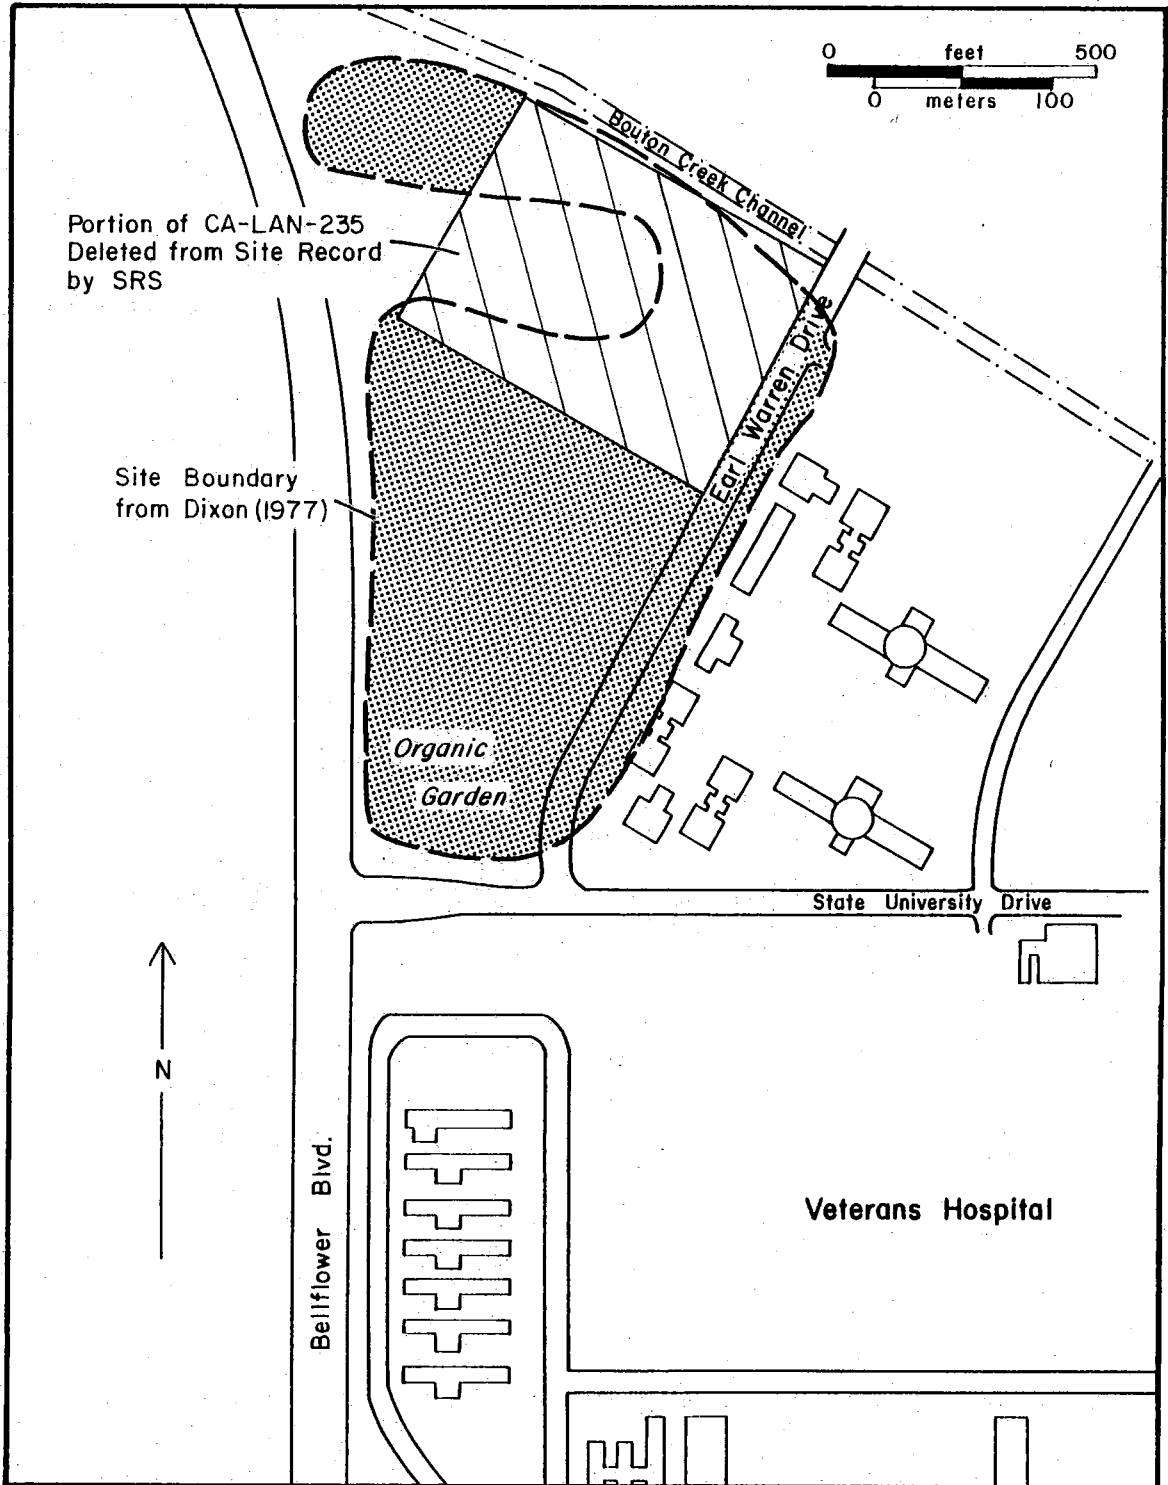 0 feet 500
0 meters 100
Bouton Creek Channel
Portion of CA-LAN-235
Deleted from Site Record
by SRS
Earl Warren Drive
Site Boundary
from Dixon (1977)
Organic
Garden
State University Drive
N
Bellflower Blvd.
Veterans Hospital